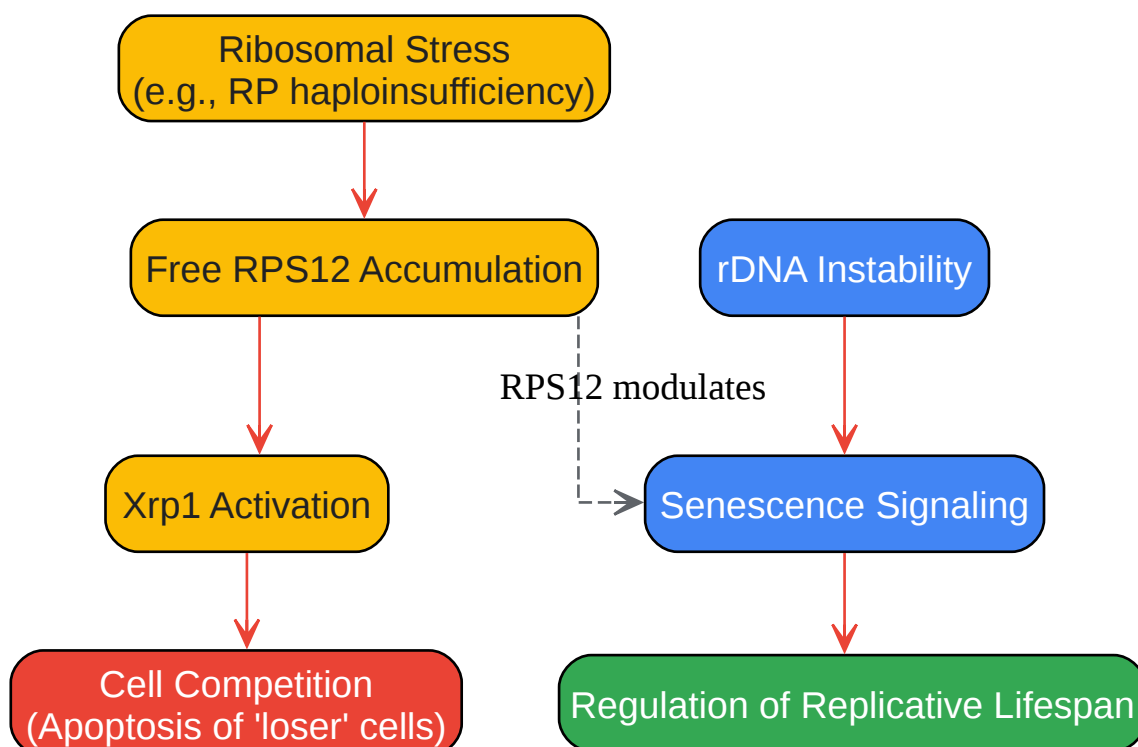 Ribosomal Stress
(e.g., RP haploinsufficiency)
Free RPS12 Accumulation
rDNA Instability
RPS12 modulates
Xrp1 Activation
Senescence Signaling
Cell Competition
(Apoptosis of 'loser' cells)
Regulation of Replicative Lifespan